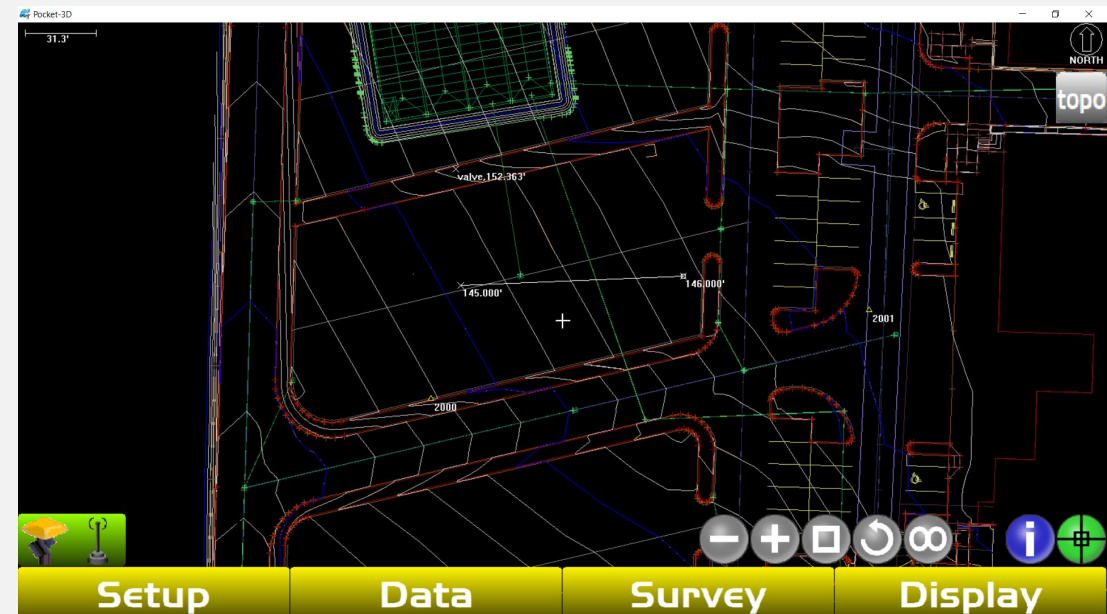 Pocket-3D
31.3'
NORTH
topo
valve,152.363'
145.000'
146.000'
2001
2000
Setup
Data
Survey
Display